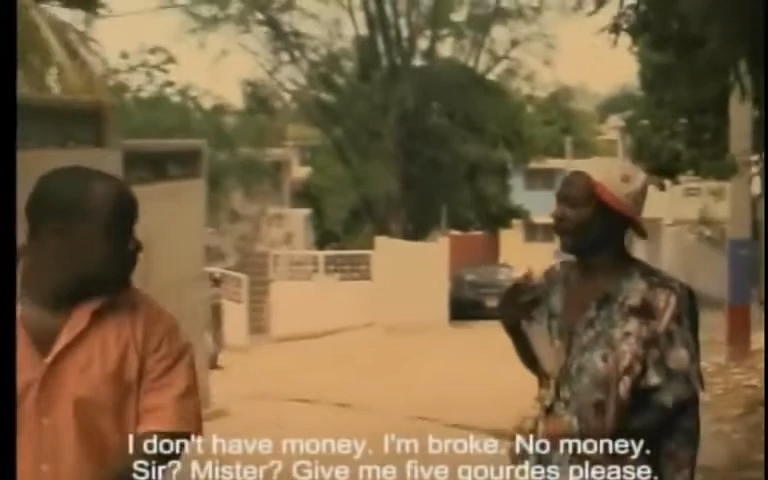 I don't have money. I'm broke. No money.
Sir? Mister? Give me five gourdes please.